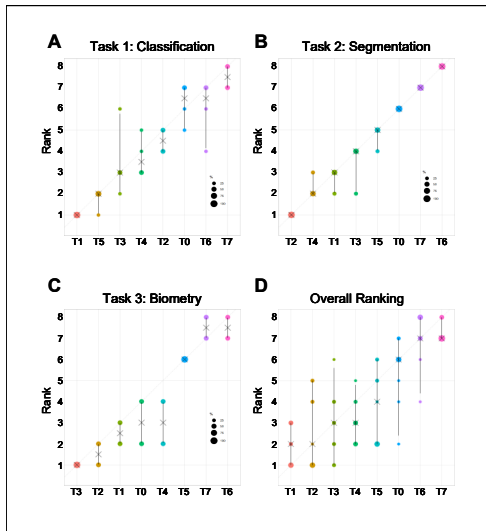 A
Task 1: Classification
8
7
6
5
4
3
2
1
Rank
T1 T5 T3 T4 T2 T0 T6 T7
B
Task 2: Segmentation
8
7
6
5
4
3
2
1
T2 T4 T1 T3 T5 T0 T7 T6
C
Task 3: Biometry
8
7
6
5
4
3
2
1
Rank
T3 T2 T1 T0 T4 T5 T7 T6
D
Overall Ranking
8
7
6
5
4
3
2
1
Rank
T1 T2 T3 T4 T5 T0 T6 T7